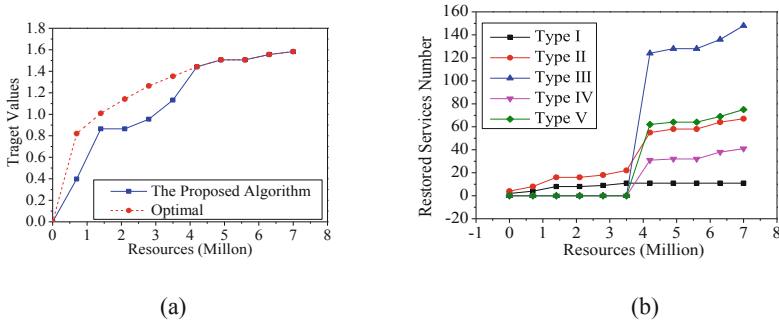 1.8
1.6
1.4
1.2
1.0
0.8
0.6
0.4
0.2
0.0
Traget Values
The Proposed Algorithm
Optimal
0 1 2 3 4 5 6 7 8
Resources (Millon)
(a)
160
140
120
100
80
60
40
20
0
-20
Restored Services Number
Type I
Type II
Type III
Type IV
Type V
-1 0 1 2 3 4 5 6 7 8
Resources (Million)
(b)